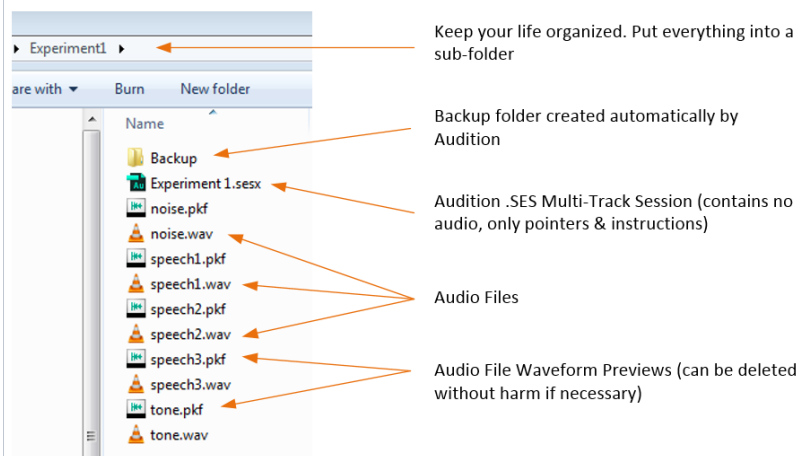 Experiment1
are with
Burn
New folder
Name
Backup
Experiment 1.sesx
noise.pkf
noise.wav
speech1.pkf
speech1.wav
speech2.pkf
speech2.wav
speech3.pkf
speech3.wav
tone.pkf
tone.wav
Keep your life organized. Put everything into a
sub-folder
Backup folder created automatically by
Audition
Audition .SES Multi-Track Session (contains no
audio, only pointers & instructions)
Audio Files
Audio File Waveform Previews (can be deleted
without harm if necessary)